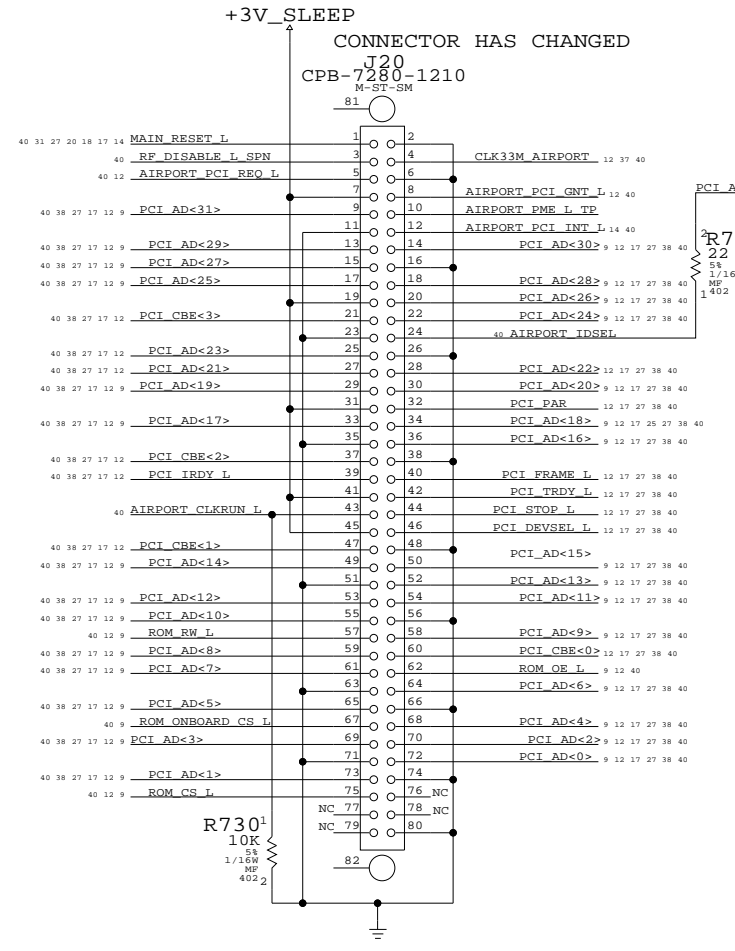 +3V_SLEEP
CONNECTOR HAS CHANGED
J20
CPB-7280-1210
M-ST-SM
81
40 31 27 20 18 17 14 MAIN_RESET_L 1 2
40 RF_DISABLE_L_SPN 3 4 CLK33M_AIRPORT 12 37 40
40 12 AIRPORT_PCI_REQ_L 5 6
7 8 AIRPORT_PCI_GNT_L 12 40
PCI_A
40 38 27 17 12 9 PCI_AD<31> 9 10 AIRPORT_PME_L_TP
11 12 AIRPORT_PCI_INT_L 14 40
40 38 27 17 12 9 PCI_AD<29> 13 14 PCI_AD<30> 9 12 17 27 38 40
2 R7
22
5%
1/16
MF
402
1
40 38 27 17 12 9 PCI_AD<27> 15 16
40 38 27 17 12 9 PCI_AD<25> 17 18 PCI_AD<28> 9 12 17 27 38 40
19 20 PCI_AD<26> 9 12 17 27 38 40
40 38 27 17 12 PCI_CBE<3> 21 22 PCI_AD<24> 9 12 17 27 38 40
23 24 40 AIRPORT_IDSEL
40 38 27 17 12 PCI_AD<23> 25 26
40 38 27 17 12 PCI_AD<21> 27 28 PCI_AD<22> 12 17 27 38 40
40 38 27 17 12 9 PCI_AD<19> 29 30 PCI_AD<20> 9 12 17 27 38 40
31 32 PCI_PAR 12 17 27 38 40
40 38 27 17 12 9 PCI_AD<17> 33 34 PCI_AD<18> 9 12 17 25 27 38 40
35 36 PCI_AD<16> 9 12 17 27 38 40
40 38 27 17 12 PCI_CBE<2> 37 38
40 38 27 17 12 PCI_IRDY_L 39 40 PCI_FRAME_L 12 17 27 38 40
41 42 PCI_TRDY_L 12 17 27 38 40
40 AIRPORT_CLKRUN_L 43 44 PCI_STOP_L 12 17 27 38 40
45 46 PCI_DEVSEL_L 12 17 27 38 40
40 38 27 17 12 PCI_CBE<1> 47 48
40 38 27 17 12 9 PCI_AD<14> 49 50 PCI_AD<15> 9 12 17 27 38 40
51 52 PCI_AD<13> 9 12 17 27 38 40
40 38 27 17 12 9 PCI_AD<12> 53 54 PCI_AD<11> 9 12 17 27 38 40
40 38 27 17 12 9 PCI_AD<10> 55 56
40 12 9 ROM_RW_L 57 58 PCI_AD<9> 9 12 17 27 38 40
40 38 27 17 12 9 PCI_AD<8> 59 60 PCI_CBE<0> 12 17 27 38 40
40 38 27 17 12 9 PCI_AD<7> 61 62 ROM_OE_L 9 12 40
63 64 PCI_AD<6> 9 12 17 27 38 40
40 38 27 17 12 9 PCI_AD<5> 65 66
40 9 ROM_ONBOARD_CS_L 67 68 PCI_AD<4> 9 12 17 27 38 40
40 38 27 17 12 9 PCI_AD<3> 69 70 PCI_AD<2> 9 12 17 27 38 40
71 72 PCI_AD<0> 9 12 17 27 38 40
40 38 27 17 12 9 PCI_AD<1> 73 74
40 12 9 ROM_CS_L 75 76 NC
NC 77 78 NC
NC 79 80
R730 1
10K
5%
1/16W
MF
402 2
82